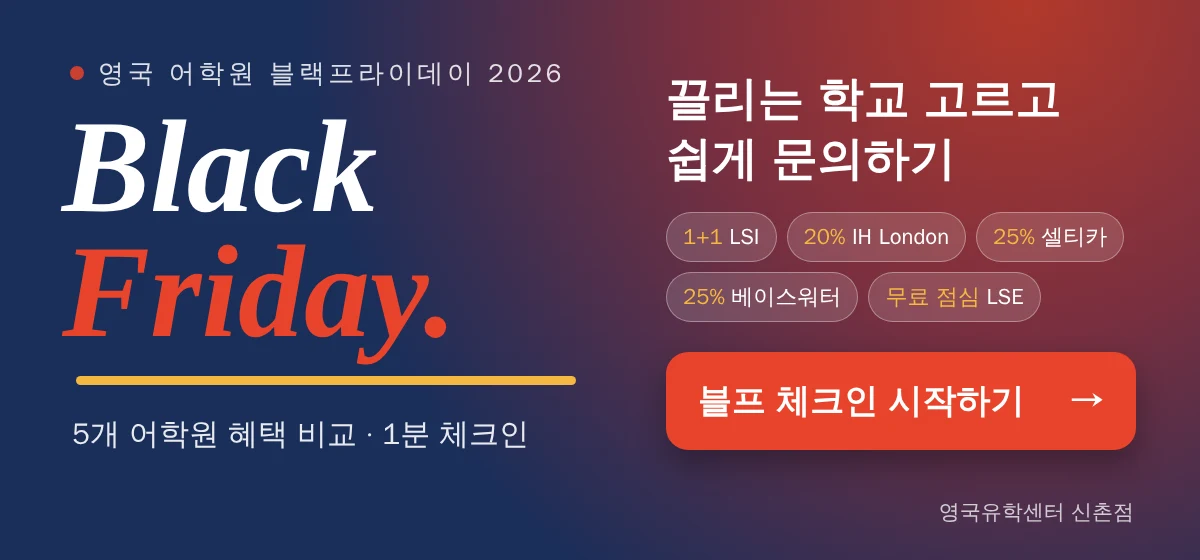 영국 어학원 블랙프라이데이 2026
Black
Friday.
5개 어학원 혜택 비교 · 1분 체크인
끌리는 학교 고르고
쉽게 문의하기
1+1 LSI
20% IH London
25% 셀티카
25% 베이스워터
무료 점심 LSE
블프 체크인 시작하기 →
영국유학센터 신촌점